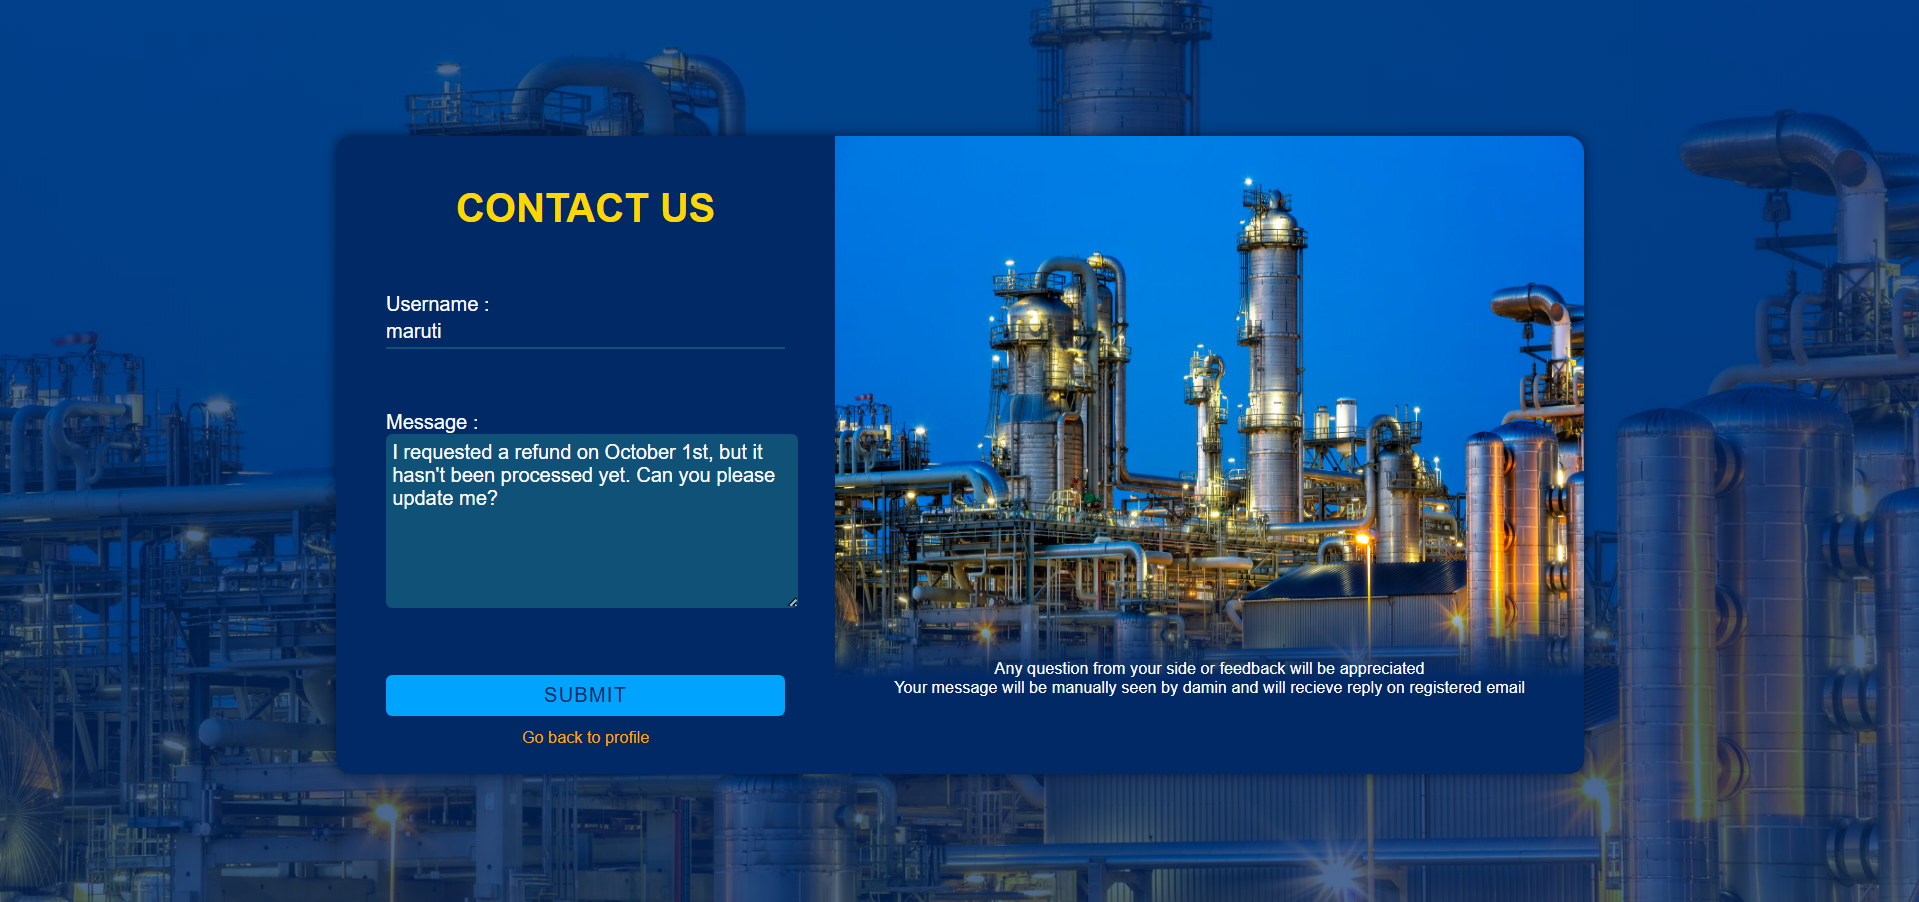 CONTACT US
Username :
maruti
Message :
I requested a refund on October 1st, but it
hasn't been processed yet. Can you please
update me?
SUBMIT
Go back to profile
Any question from your side or feedback will be appreciated
Your message will be manually seen by damin and will recieve reply on registered email